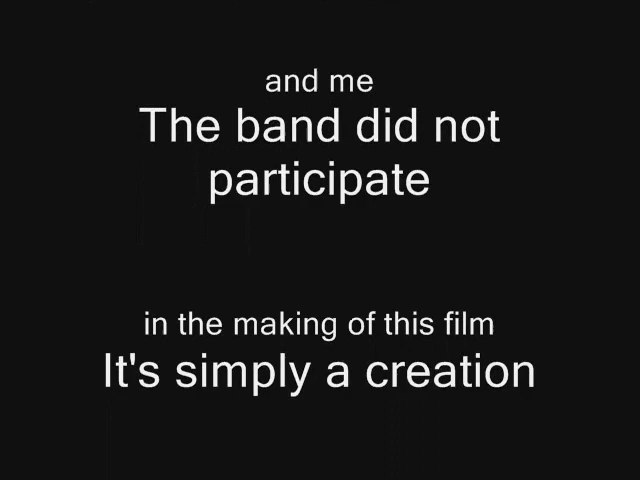 and me
The band did not
participate
in the making of this film
It's simply a creation